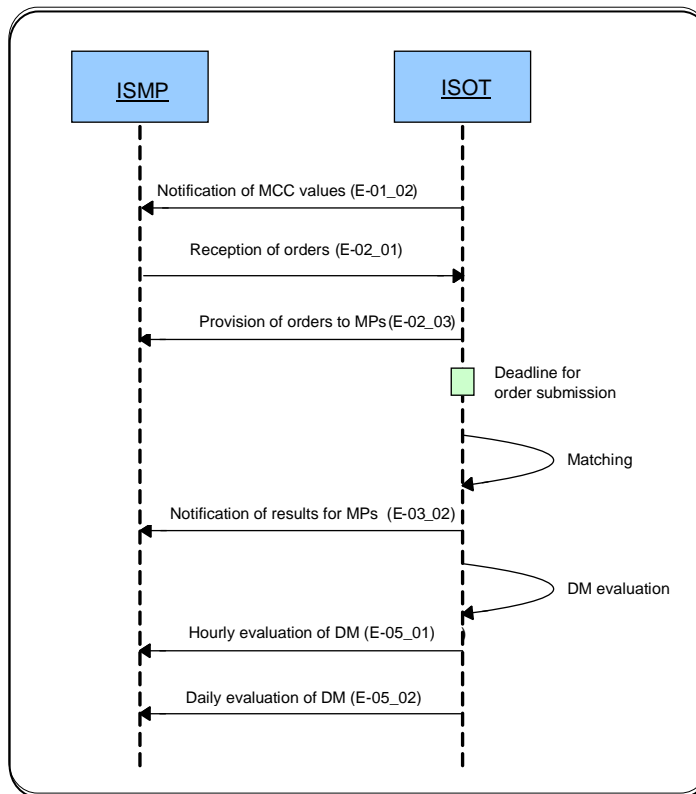 ISMP
ISOT
Notification of MCC values (E-01_02)
Reception of orders (E-02_01)
Provision of orders to MPs(E-02_03)
Deadline for
order submission
Matching
Notification of results for MPs (E-03_02)
DM evaluation
Hourly evaluation of DM (E-05_01) )
Daily evaluation of DM (E-05_02)